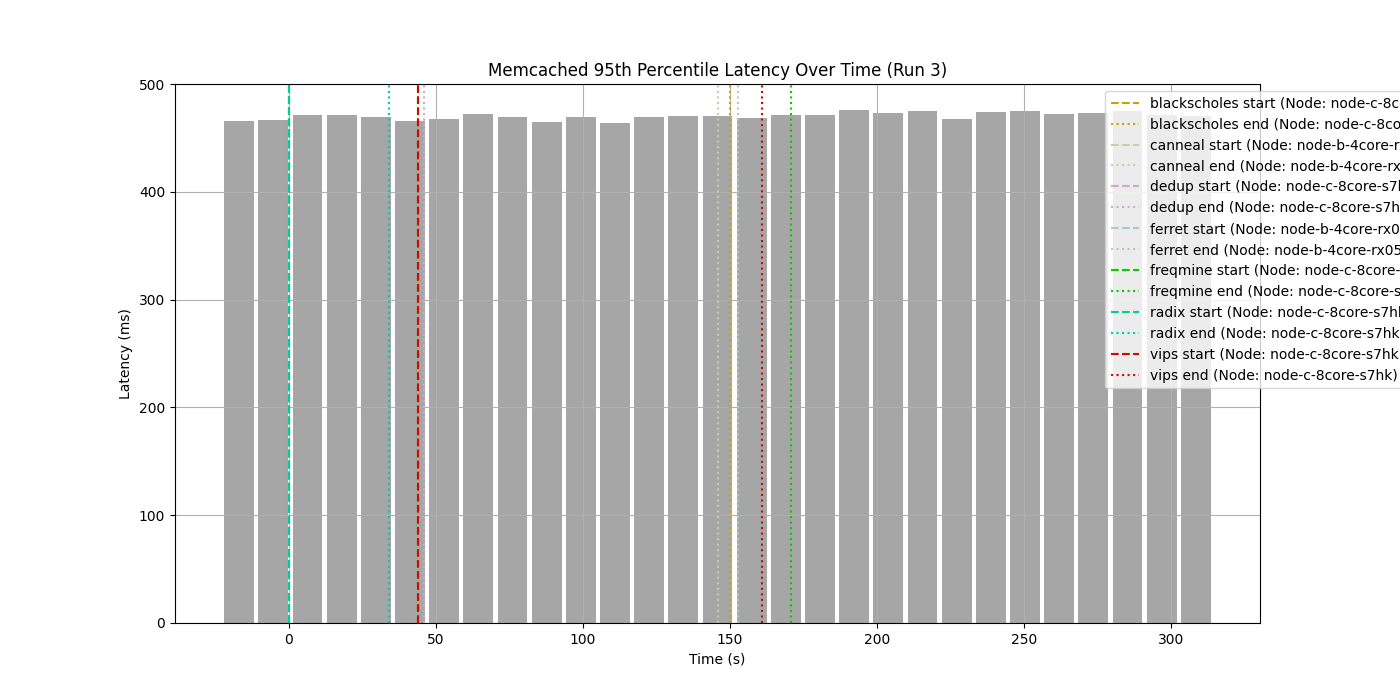 Memcached 95th Percentile Latency Over Time (Run 3)
500
400
300
200
100
0
Latency (ms)
0 50 100 150 200 250 300
Time (s)
blackscholes start (Node: node-c-8c
blackscholes end (Node: node-c-8co
canneal start (Node: node-b-4core-r
canneal end (Node: node-b-4core-rx
dedup start (Node: node-c-8core-s7h
dedup end (Node: node-c-8core-s7h
ferret start (Node: node-b-4core-rx0
ferret end (Node: node-b-4core-rx05
freqmine start (Node: node-c-8core-
freqmine end (Node: node-c-8core-s
radix start (Node: node-c-8core-s7h
radix end (Node: node-c-8core-s7hk
vips start (Node: node-c-8core-s7hk
vips end (Node: node-c-8core-s7hk)